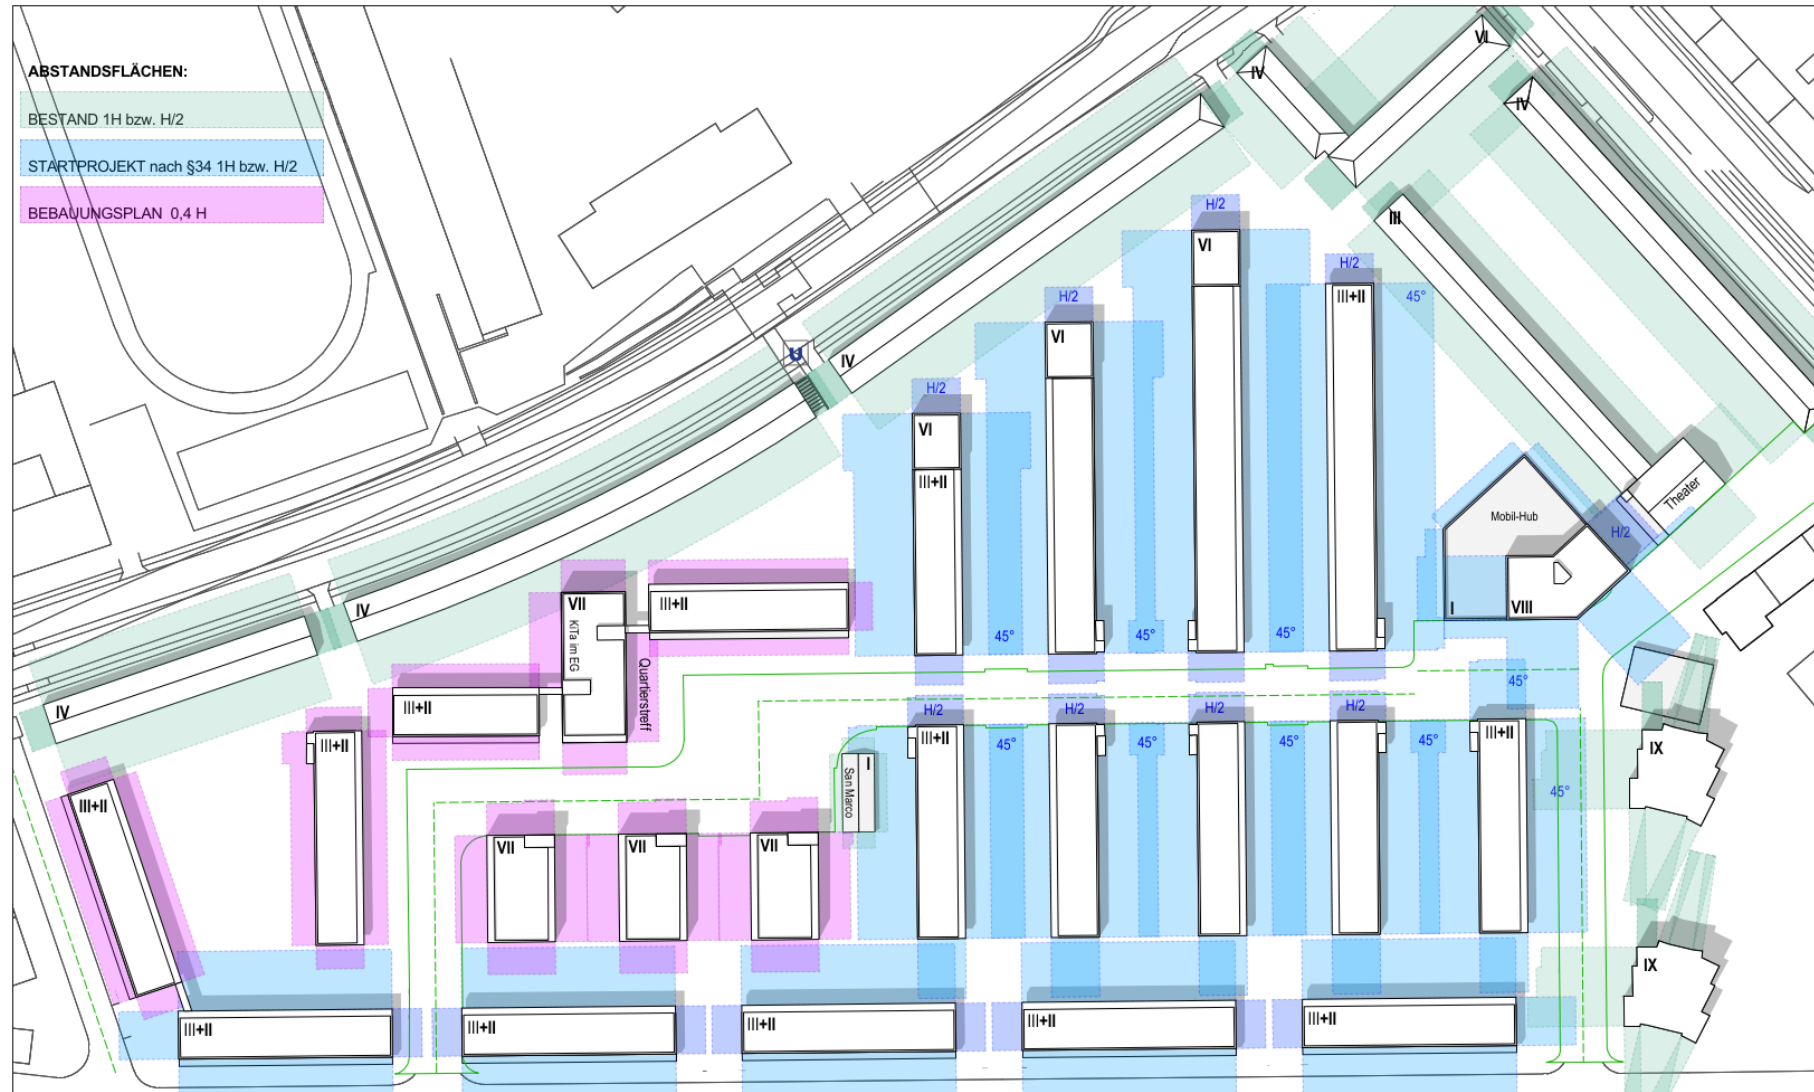 ABSTANDSFLÄCHEN:
BESTAND 1H bzw. H/2
STARTPROJEKT nach §34 1H bzw. H/2
BEBAUUNGSPLAN 0,4 H
VI
IV
IV
III
H/2
VI
H/2
III+II
45°
H/2
VI
U
IV
H/2
VI
III+II
Theater
Mobil-Hub
H/2
I
VIII
VII
KiTa im EG
Quartierstreff
III+II
IV
45°
45°
45°
III+II
IV
45°
H/2
H/2
H/2
H/2
III+II
III+II
45°
45°
45°
45°
III+II
IX
I
San Marco
45°
III+II
VII
VII
VII
IX
III+II
III+II
III+II
III+II
III+II